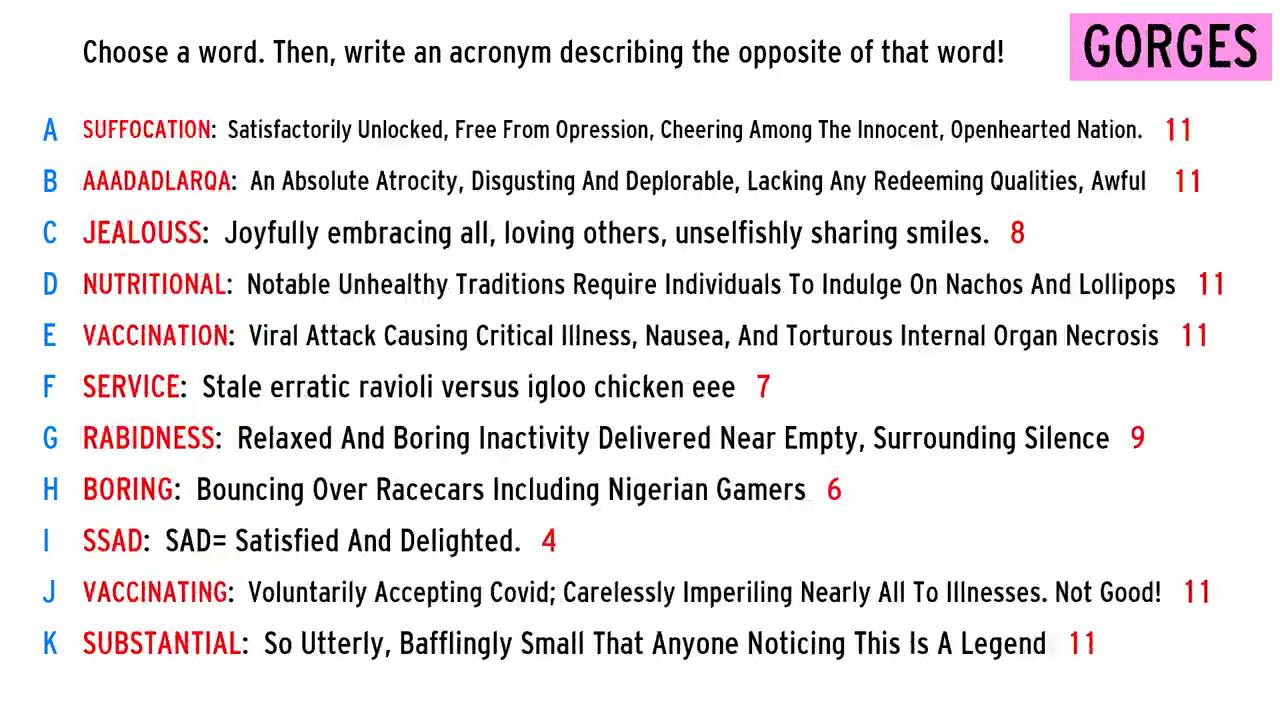 Choose a word. Then, write an acronym describing the opposite of that word!
GORGES
A SUFFOCATION: Satisfactorily Unlocked, Free From Opression, Cheering Among The Innocent, Openhearted Nation. 11
B AAADADLARQA: An Absolute Atrocity, Disgusting And Deplorable, Lacking Any Redeeming Qualities, Awful 11
C JEALOUSS: Joyfully embracing all, loving others, unselfishly sharing smiles. 8
D NUTRITIONAL: Notable Unhealthy Traditions Require Individuals To Indulge On Nachos And Lollipops 11
E VACCINATION: Viral Attack Causing Critical Illness, Nausea, And Torturous Internal Organ Necrosis 11
F SERVICE: Stale erratic ravioli versus igloo chicken eee 7
G RABIDNESS: Relaxed And Boring Inactivity Delivered Near Empty, Surrounding Silence 9
H BORING: Bouncing Over Racecars Including Nigerian Gamers 6
I SSAD: SAD= Satisfied And Delighted. 4
J VACCINATING: Voluntarily Accepting Covid; Carelessly Imperiling Nearly All To Illnesses. Not Good! 11
K SUBSTANTIAL: So Utterly, Bafflingly Small That Anyone Noticing This Is A Legend 11